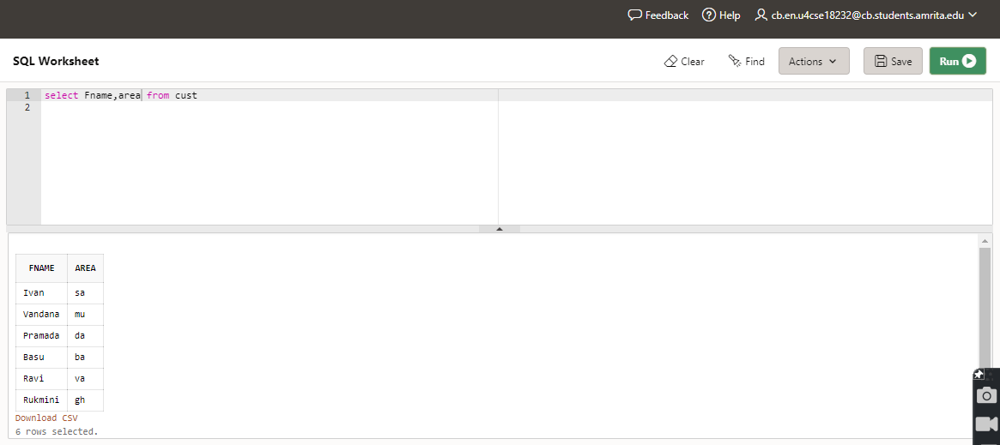 Feedback Help cb.en.u4cse18232@cb.students.amrita.edu
SQL Worksheet Clear Find Actions Save Run
1 select Fname,area from cust
2
FNAME AREA
Ivan sa
Vandana mu
Pramada da
Basu ba
Ravi va
Rukmini gh
Download CSV
6 rows selected.